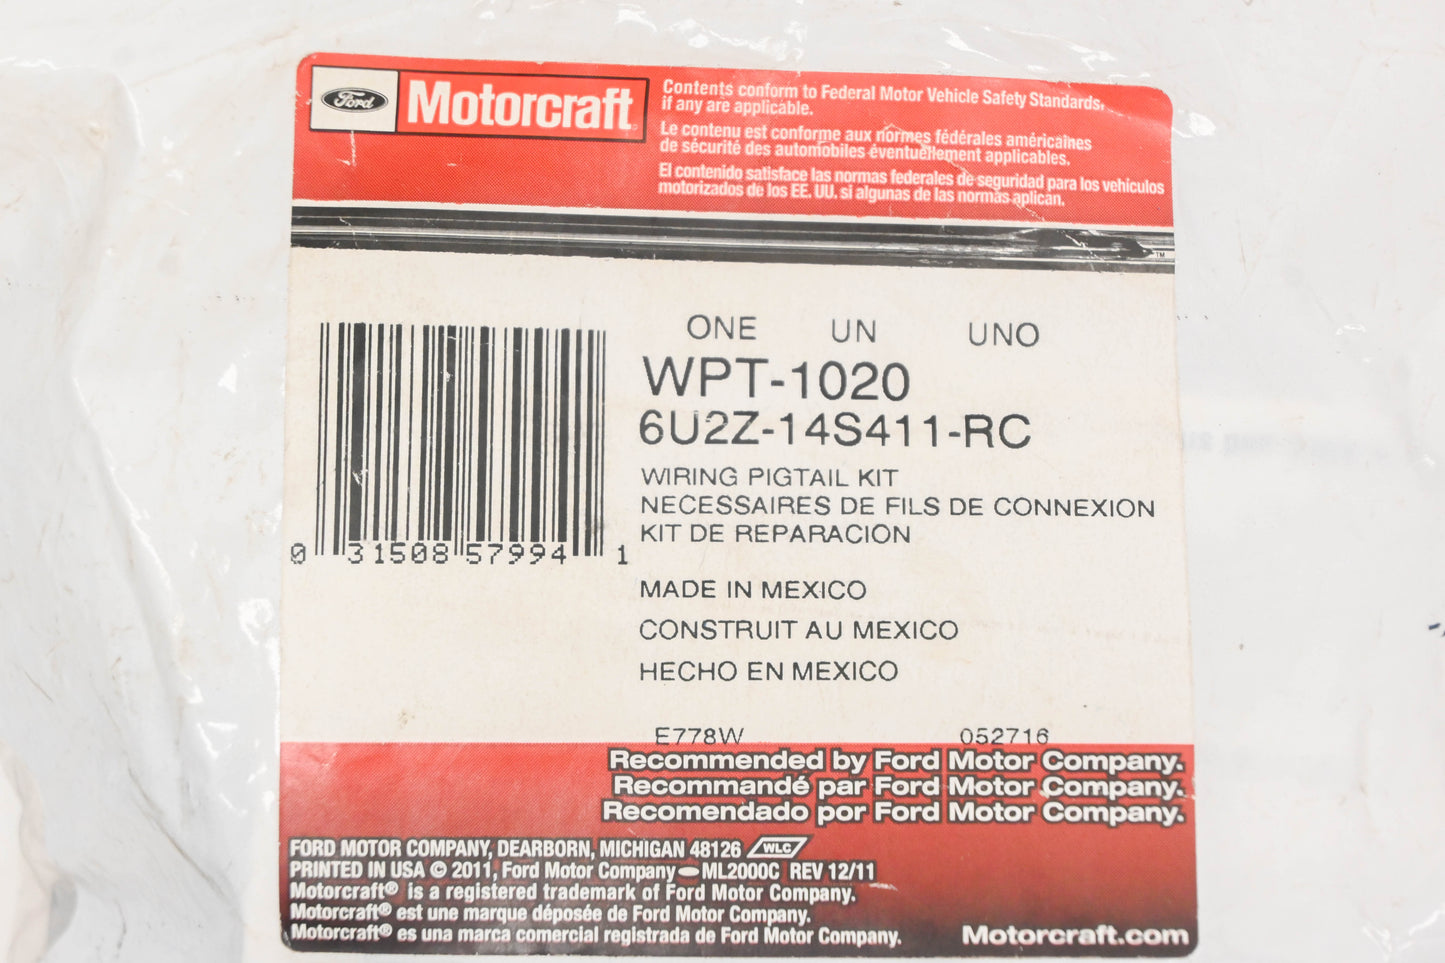 Ford
Motorcraft
Contents conform to Federal Motor Vehicle Safety Standards,
if any are applicable.
Le contenu est conforme aux normes fédérales américaines
de sécurité des automobiles éventuellement applicables.
El contenido satisface las normas federales de seguridad para los vehículos
motorizados de los EE. UU. si algunas de las normas aplican.
TM
ONE UN UNO
WPT-1020
6U2Z-14S411-RC
WIRING PIGTAIL KIT
NECESSAIRES DE FILS DE CONNEXION
KIT DE REPARACION
0 31508 57994 1
MADE IN MEXICO
CONSTRUIT AU MEXICO
HECHO EN MEXICO
E778W 052716
Recommended by Ford Motor Company.
Recommandé par Ford Motor Company.
Recomendado por Ford Motor Company.
FORD MOTOR COMPANY, DEARBORN, MICHIGAN 48126 WLC
PRINTED IN USA © 2011, Ford Motor Company ML2000C REV 12/11
Motorcraft® is a registered trademark of Ford Motor Company.
Motorcraft® est une marque déposée de Ford Motor Company.
Motorcraft® es una marca comercial registrada de Ford Motor Company.
Motorcraft.com